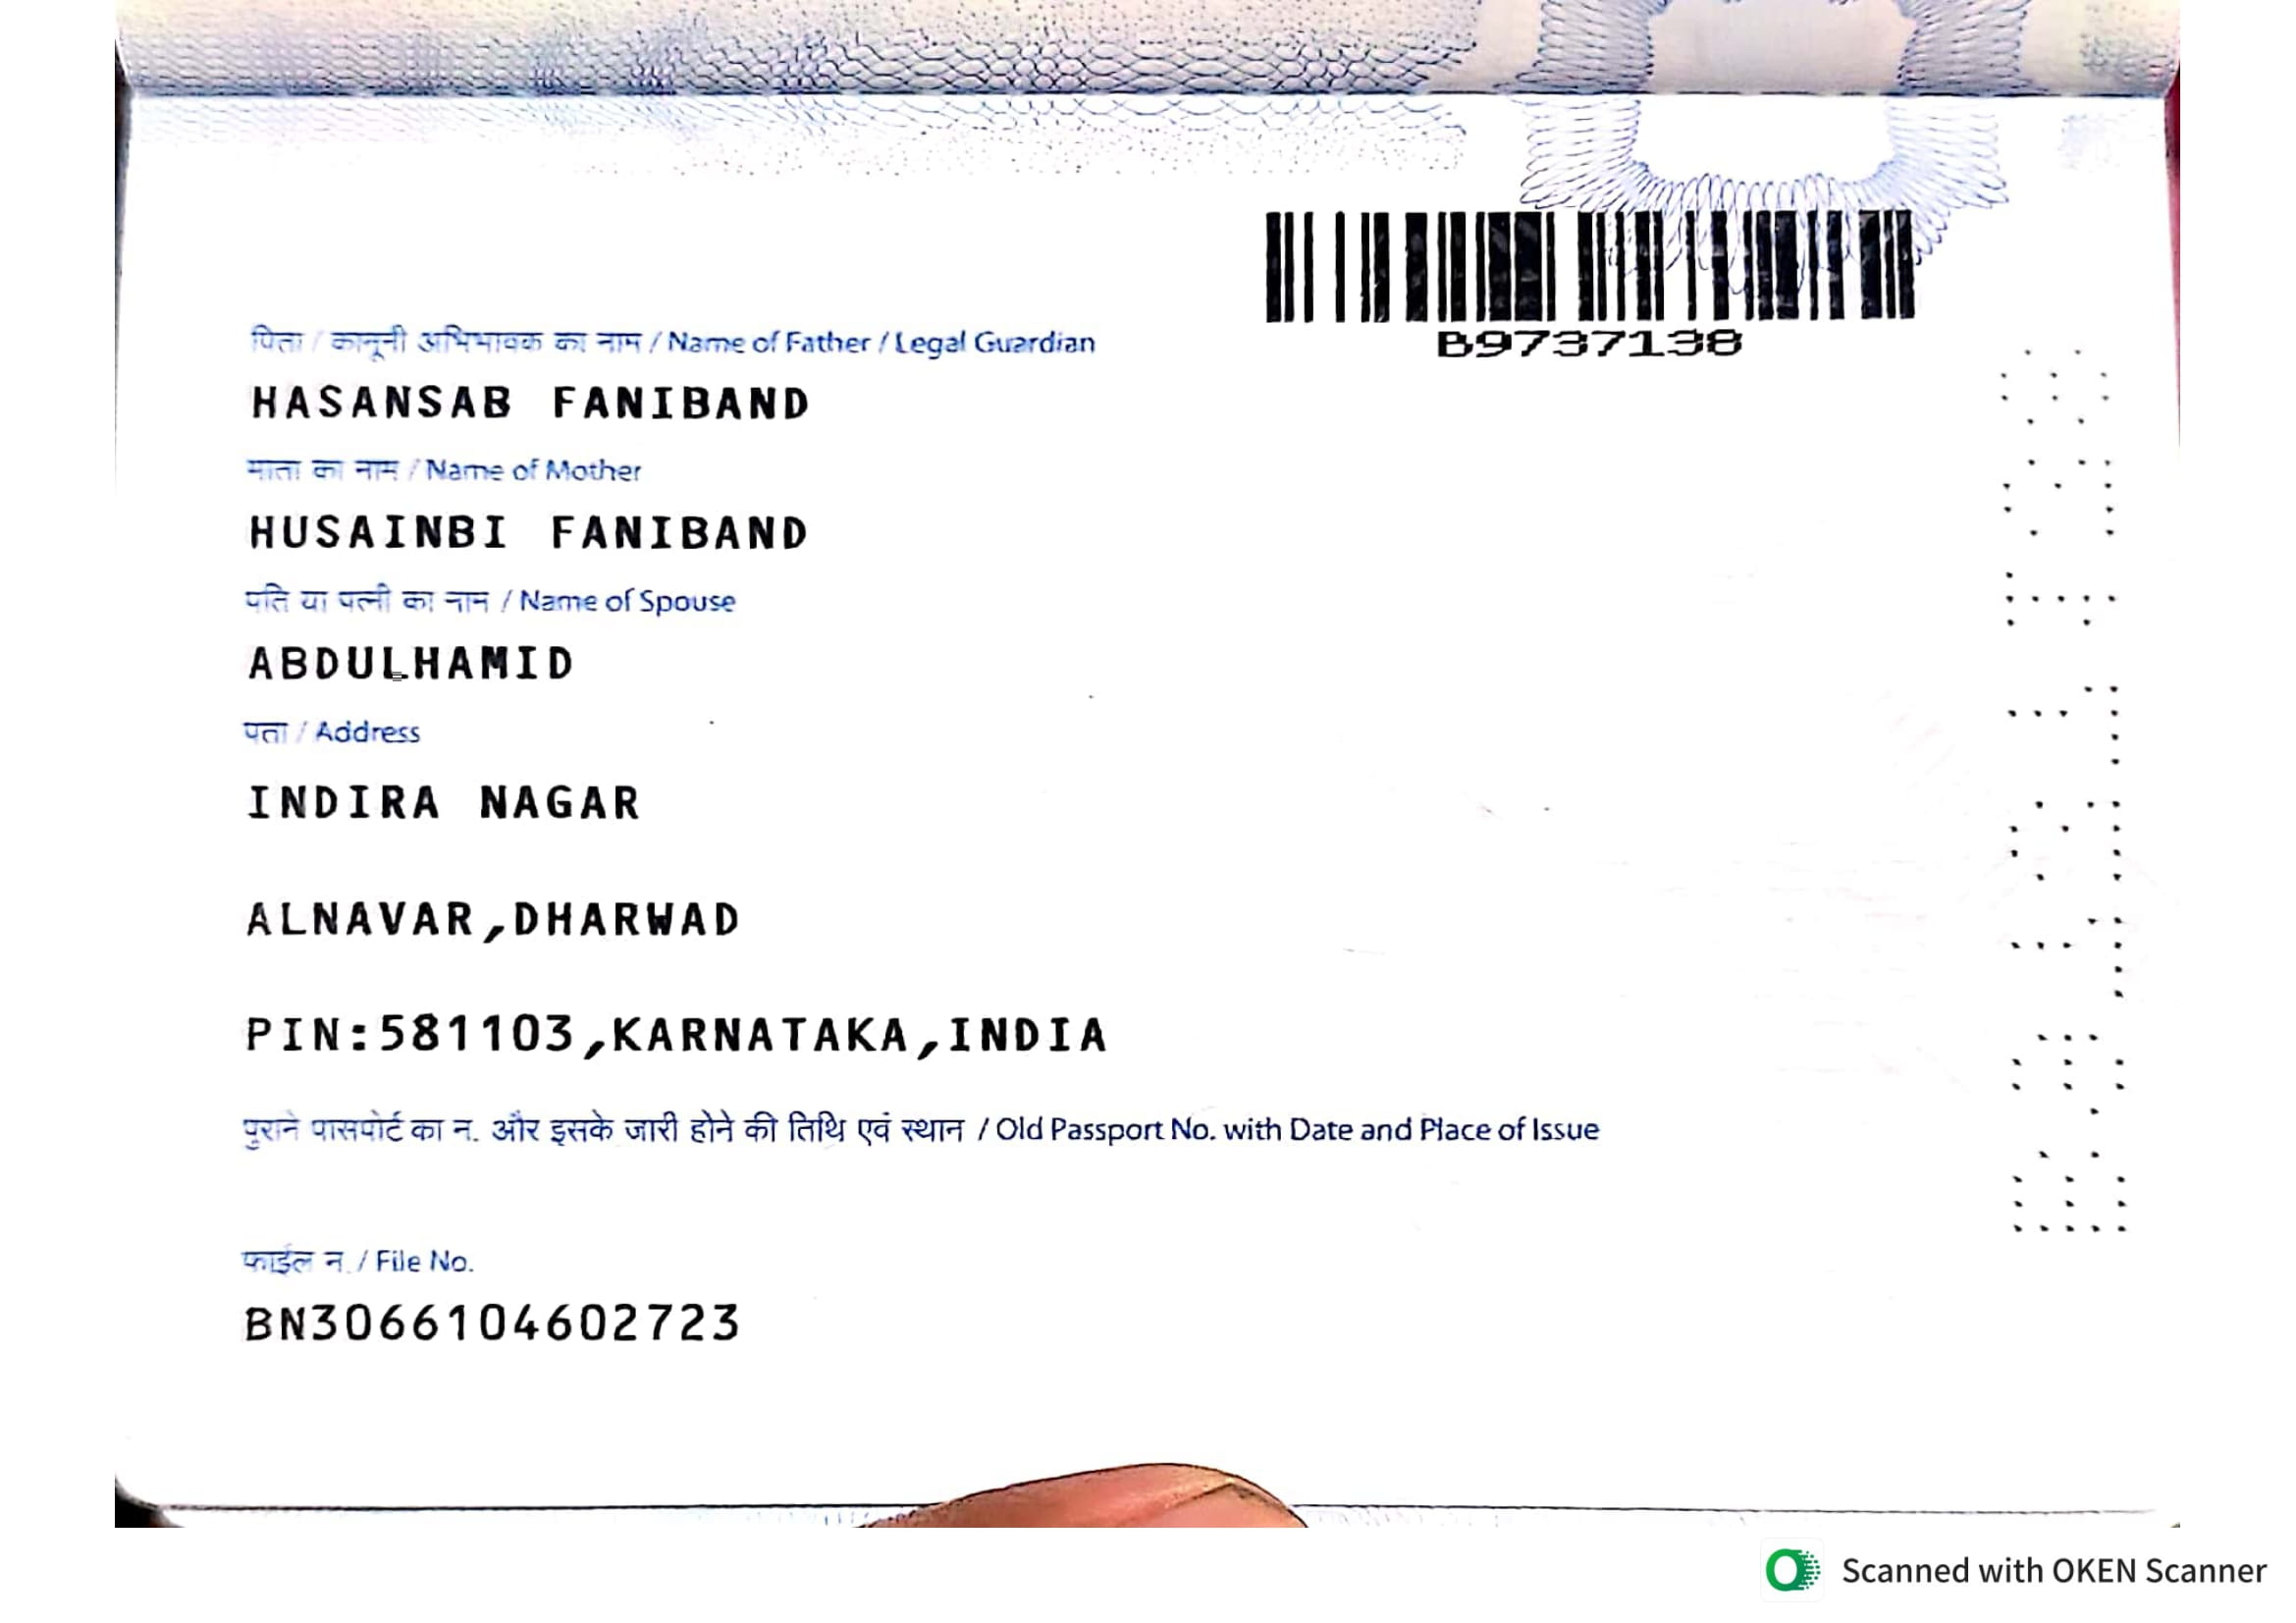 B9737138
पिता / कानूनी अभिभावक का नाम / Name of Father / Legal Guardian
HASANSAB FANIBAND
माता का नाम / Name of Mother
HUSAINBI FANIBAND
पति या पत्नी का नाम / Name of Spouse
ABDULHAMID
पता / Address
INDIRA NAGAR
ALNAVAR,DHARWAD
PIN:581103,KARNATAKA,INDIA
पुराने पासपोर्ट का न. और इसके जारी होने की तिथि एवं स्थान / Old Passport No. with Date and Place of Issue
फाईल न. / File No.
BN3066104602723
B9737138
Scanned with OKEN Scanner